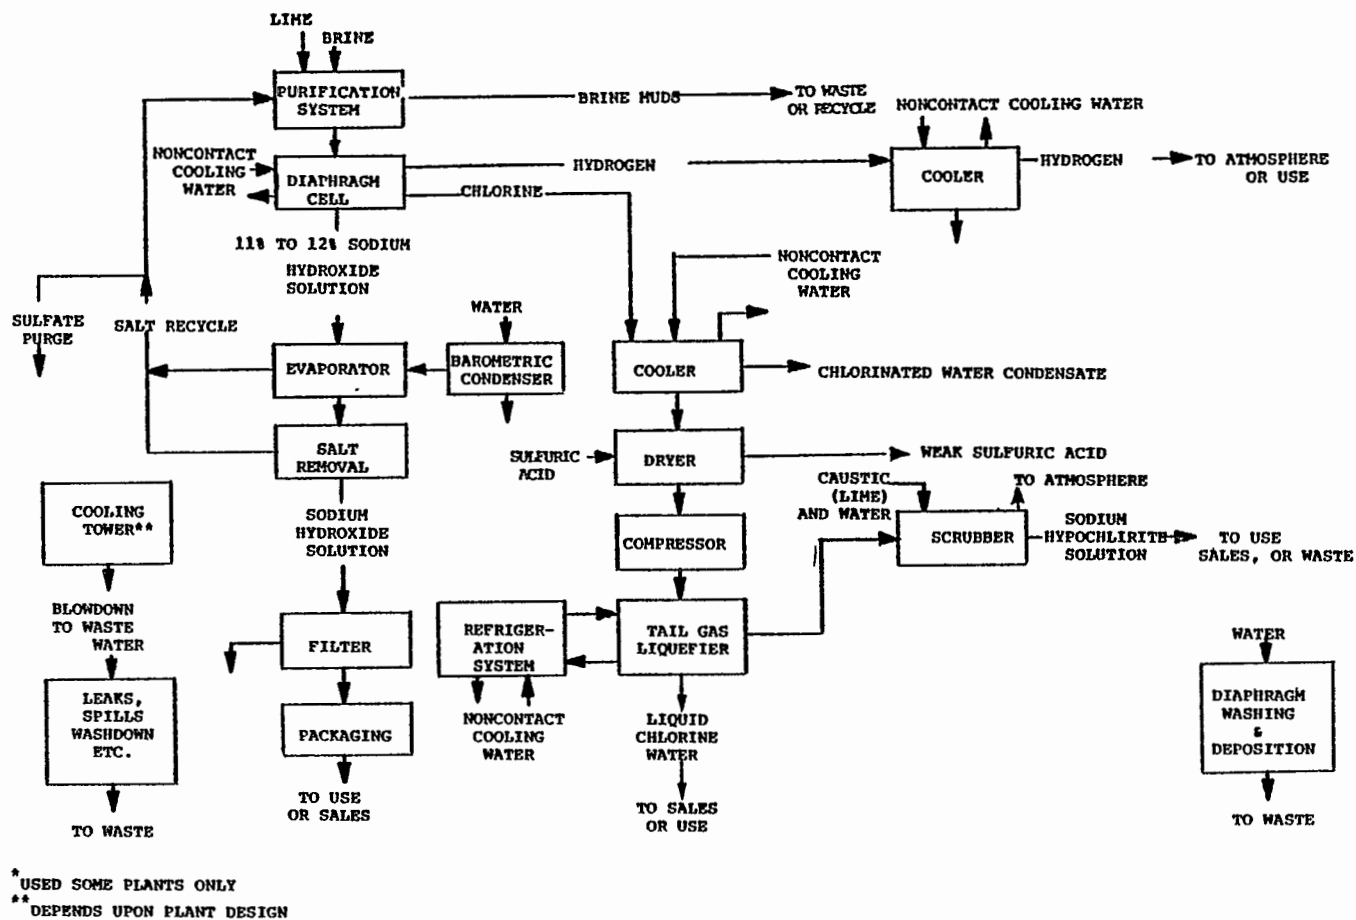 LIME
BRINE
PURIFICATION
SYSTEM
BRINE MUDS
TO WASTE
OR RECYCLE
NONCONTACT COOLING WATER
NONCONTACT
COOLING
WATER
DIAPHRAGM
CELL
HYDROGEN
CHLORINE
COOLER
HYDROGEN
TO ATMOSPHERE
OR USE
11% TO 12% SODIUM
HYDROXIDE
SOLUTION
NONCONTACT
COOLING
WATER
SULFATE
PURGE
SALT RECYCLE
WATER
EVAPORATOR
BAROMETRIC
CONDENSER
COOLER
CHLORINATED WATER CONDENSATE
SALT
REMOVAL
SULFURIC
ACID
DRYER
WEAK SULFURIC ACID
CAUSTIC
(LIME)
AND WATER
TO ATMOSPHERE
COOLING
TOWER**
SODIUM
HYDROXIDE
SOLUTION
COMPRESSOR
SCRUBBER
SODIUM
HYPOCHLIRITE
SOLUTION
TO USE
SALES, OR WASTE
BLOWDOWN
TO WASTE
WATER
FILTER
REFRIGER-
ATION
SYSTEM
TAIL GAS
LIQUEFIER
WATER
LEAKS,
SPILLS
WASHDOWN
ETC.
PACKAGING
NONCONTACT
COOLING
WATER
LIQUID
CHLORINE
WATER
DIAPHRAGM
WASHING
&
DEPOSITION
TO WASTE
TO USE
OR SALES
TO SALES
OR USE
TO WASTE
*USED SOME PLANTS ONLY
**DEPENDS UPON PLANT DESIGN